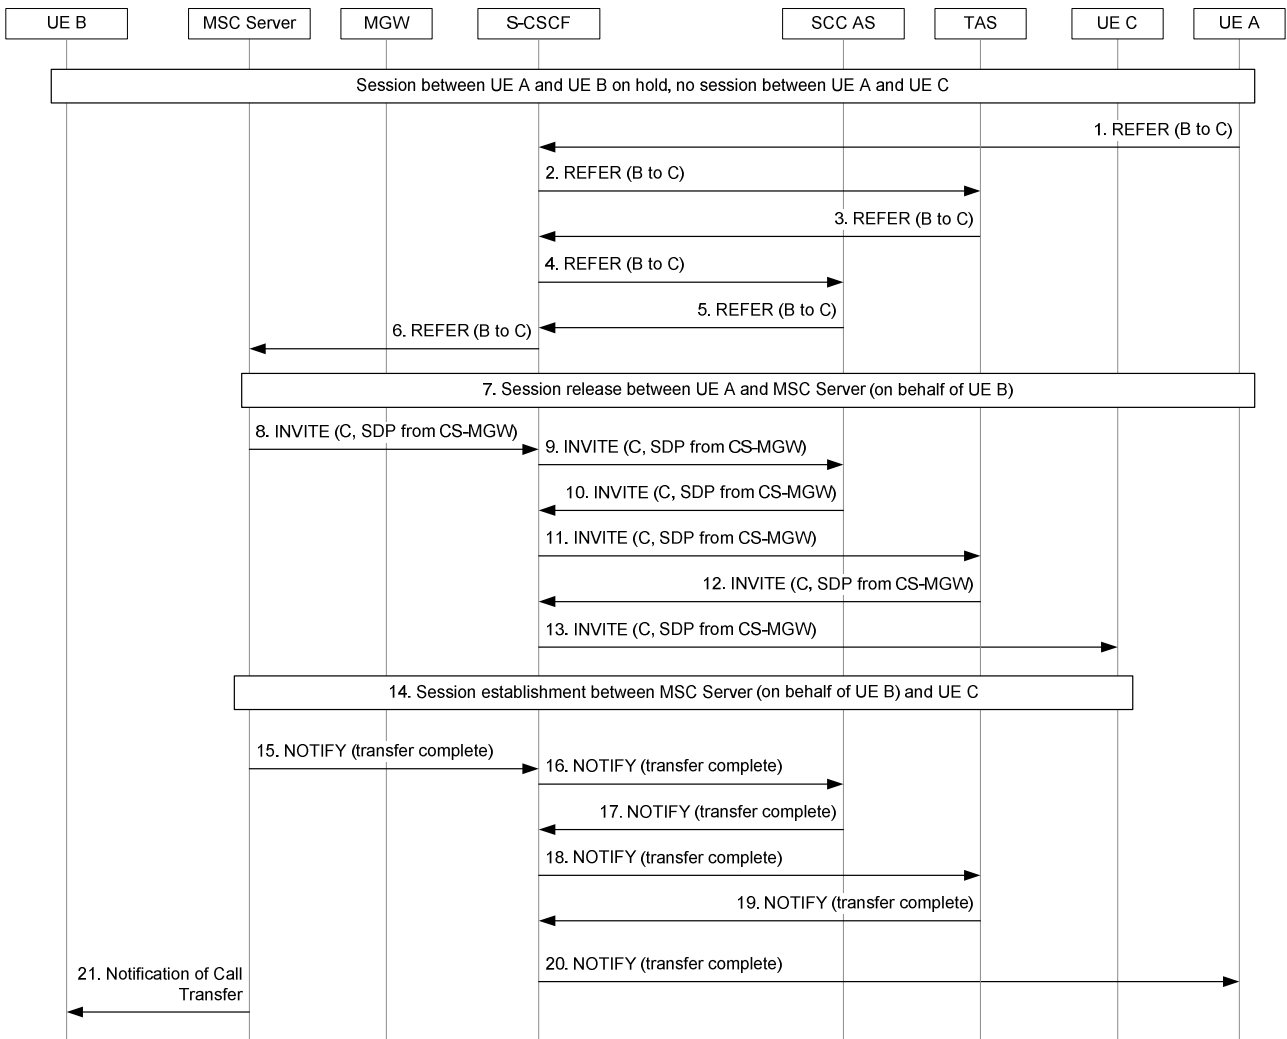 UE B
MSC Server
MGW
S-CSCF
SCC AS
TAS
UE C
UE A
Session between UE A and UE B on hold, no session between UE A and UE C
1. REFER (B to C)
2. REFER (B to C)
3. REFER (B to C)
4. REFER (B to C)
5. REFER (B to C)
6. REFER (B to C)
7. Session release between UE A and MSC Server (on behalf of UE B)
8. INVITE (C, SDP from CS-MGW)
9. INVITE (C, SDP from CS-MGW)
10. INVITE (C, SDP from CS-MGW)
11. INVITE (C, SDP from CS-MGW)
12. INVITE (C, SDP from CS-MGW)
13. INVITE (C, SDP from CS-MGW)
14. Session establishment between MSC Server (on behalf of UE B) and UE C
15. NOTIFY (transfer complete)
16. NOTIFY (transfer complete)
17. NOTIFY (transfer complete)
18. NOTIFY (transfer complete)
19. NOTIFY (transfer complete)
20. NOTIFY (transfer complete)
21. Notification of Call
Transfer